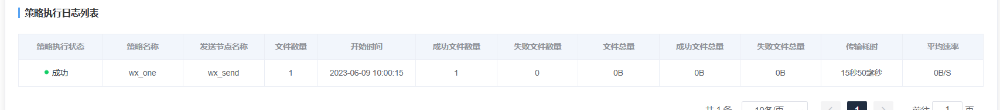 策略执行日志列表
策略执行状态 策略名称 发送节点名称 文件数量 开始时间 成功文件数量 失败文件数量 文件总量 成功文件总量 失败文件总量 传输耗时 平均速率
成功 wx_one wx_send 1 2023-06-09 10:00:15 1 0 0B 0B 0B 15秒50毫秒 0B/S
共 1 条 10条/页 1 前往 1 页